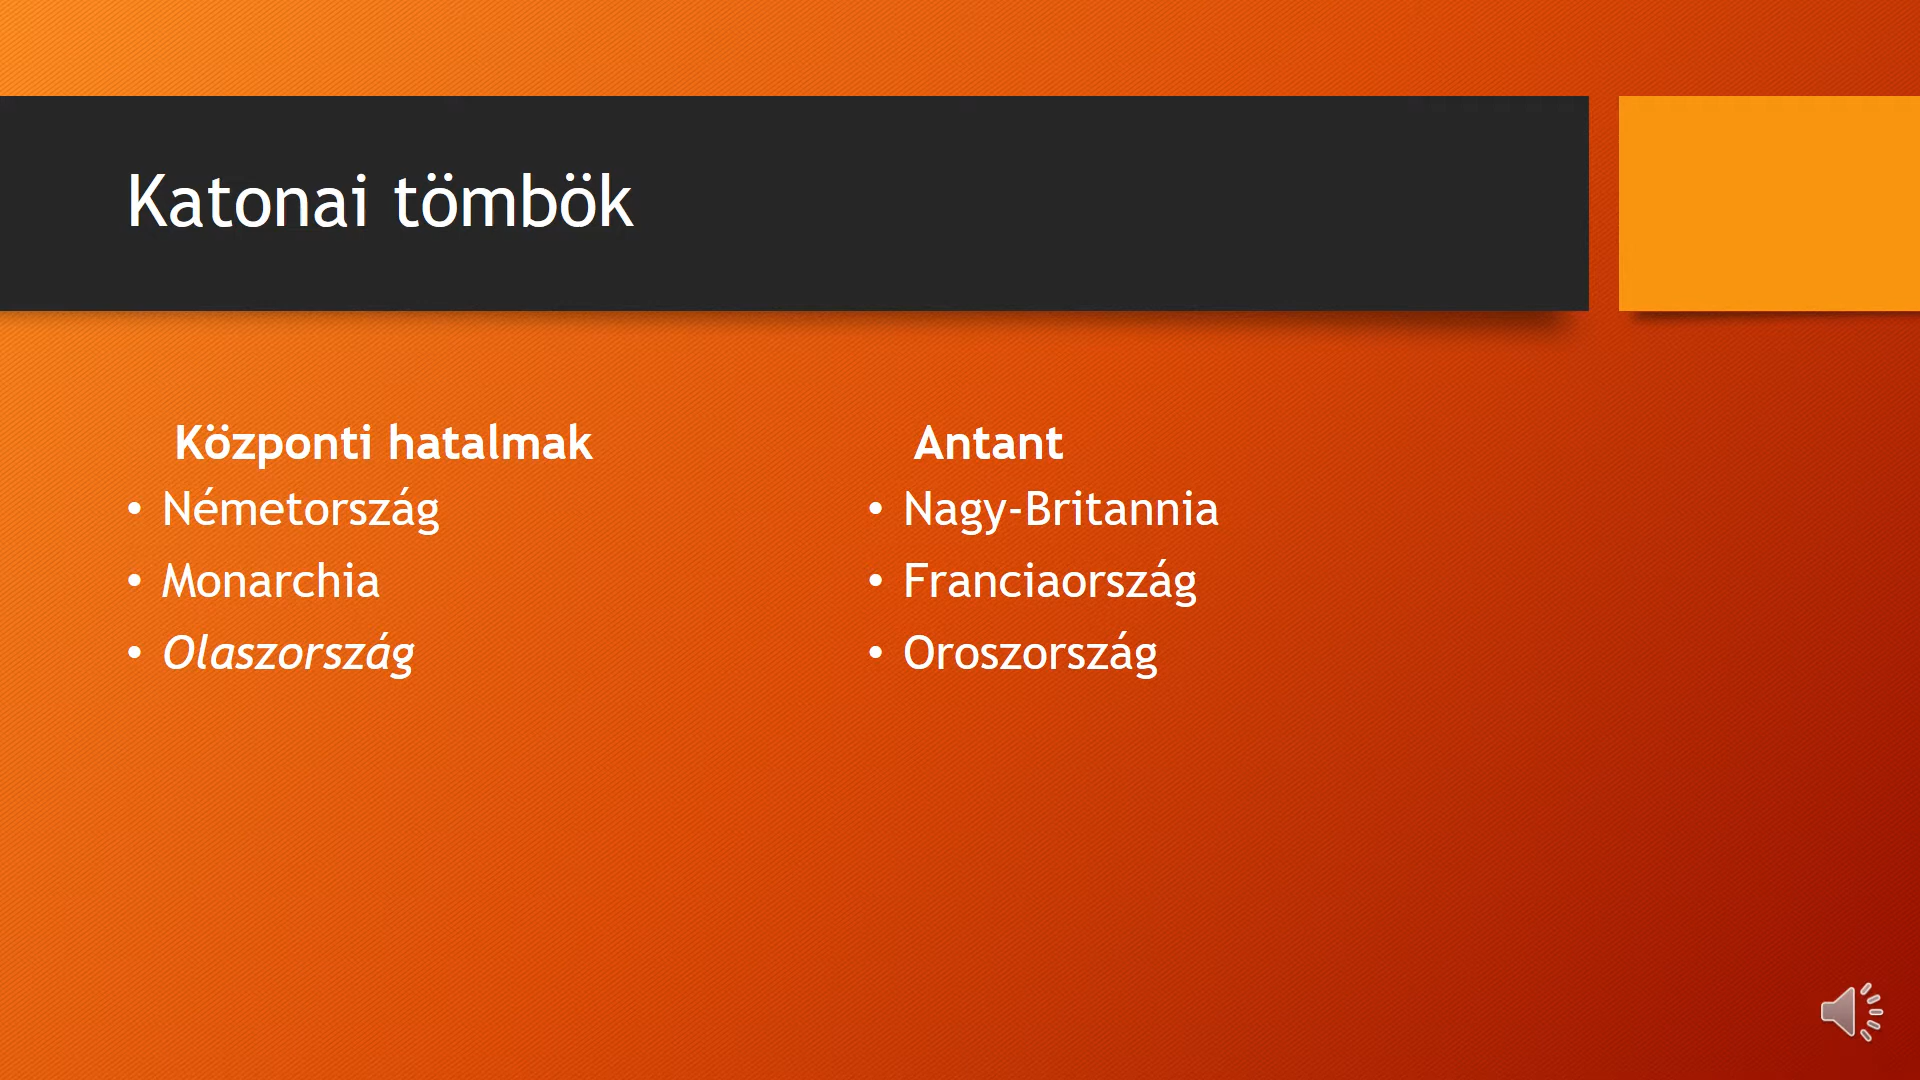 Katonai tömbök
Központi hatalmak
• Németország
• Monarchia
• Olaszország
Antant
• Nagy-Britannia
• Franciaország
• Oroszország